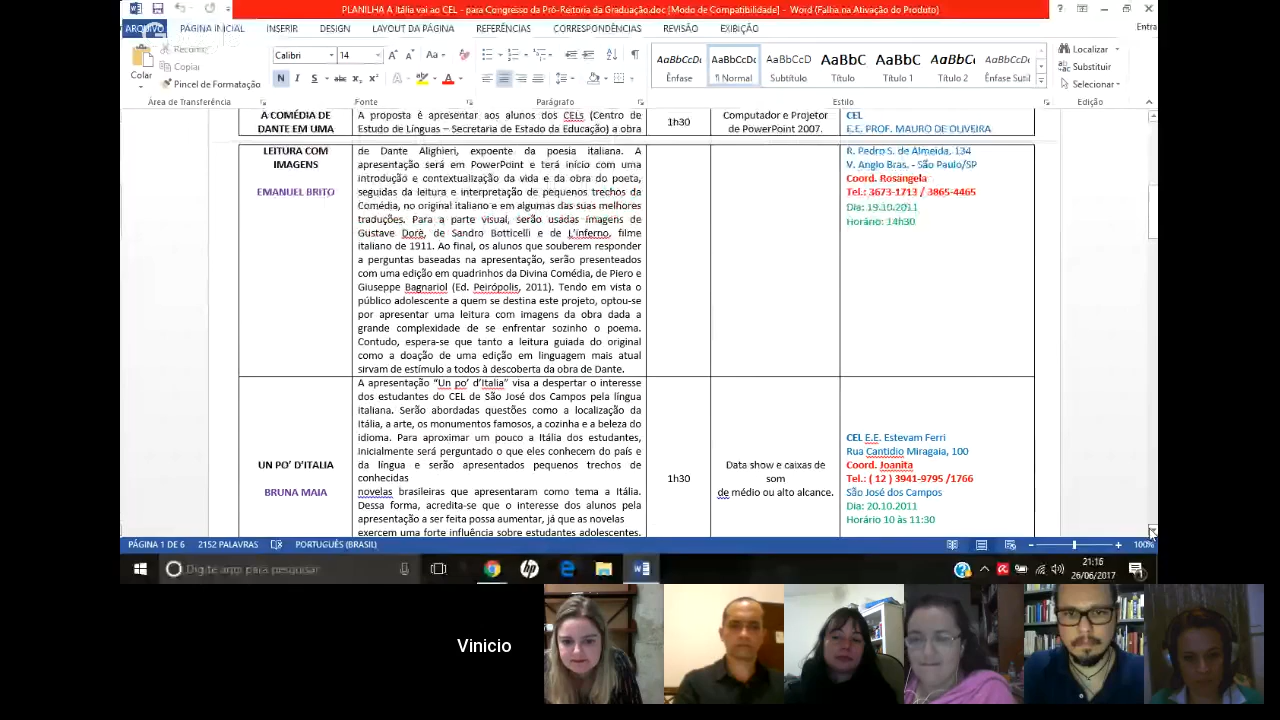 PLANILHA A Itália vai ao CEL - para Congresso da Pró-Reitoria da Graduação.doc [Modo de Compatibilidade] - Word (Falha na Ativação do Produto)
ARQUIVO PÁGINA INICIAL INSERIR DESIGN LAYOUT DA PÁGINA REFERÊNCIAS CORRESPONDÊNCIAS REVISÃO EXIBIÇÃO Entra
Colar
Recortar
Copiar
Pincel de Formatação
Calibri 14
N I S abc
AaBbCcDc AaBbCcDc AaBbCcDc AaBbC AaBbC AaBbCc AaBbCcDc
Ênfase ¶ Normal Subtítulo Título Título 1 Título 2 Ênfase Sutil
Localizar
Substituir
Selecionar
Área de Transferência Fonte Parágrafo Estilo Edição
A COMÉDIA DE
DANTE EM UMA
A proposta é apresentar aos alunos dos CELs (Centro
de Estudo de Línguas – Secretaria de Estado da Educação) a obra
1h30
Computador e Projetor
de PowerPoint 2007.
CEL
E.E. PROF. MAURO DE OLIVEIRA
LEITURA COM
IMAGENS
EMANUEL BRITO
de Dante Alighieri, expoente da poesia italiana. A
apresentação será em PowerPoint e terá início com uma
introdução e contextualização da vida e da obra do poeta,
seguidas da leitura e interpretação de pequenos trechos da
Comédia, no original italiano e em algumas das suas melhores
traduções. Para a parte visual, serão usadas imagens de
Gustave Dorè, de Sandro Botticelli e de L'inferno, filme
italiano de 1911. Ao final, os alunos que souberem responder
a perguntas baseadas na apresentação, serão presenteados
com uma edição em quadrinhos da Divina Comédia, de Piero e
Giuseppe Bagnariol (Ed. Peirópolis, 2011). Tendo em vista o
público adolescente a quem se destina este projeto, optou-se
por apresentar uma leitura com imagens da obra dada a
grande complexidade de se enfrentar sozinho o poema.
Contudo, espera-se que tanto a leitura guiada do original
como a doação de uma edição em linguagem mais atual
sirvam de estímulo a todos à descoberta da obra de Dante.
R. Pedro S. de Almeida, 134
V. Anglo Bras. - São Paulo/SP
Coord. Rosangela
Tel.: 3673-1713 / 3865-4465
Dia: 19.10.2011
Horário: 14h30
UN PO' D'ITALIA
BRUNA MAIA
A apresentação "Un po' d'Italia" visa a despertar o interesse
dos estudantes do CEL de São José dos Campos pela língua
italiana. Serão abordadas questões como a localização da
Itália, a arte, os monumentos famosos, a cozinha e a beleza do
idioma. Para aproximar um pouco a Itália dos estudantes,
inicialmente será perguntado o que eles conhecem do país e
da língua e serão apresentados pequenos trechos de
conhecidas
novelas brasileiras que apresentaram como tema a Itália.
Dessa forma, acredita-se que o interesse dos alunos pela
apresentação a ser feita possa aumentar, já que as novelas
exercem uma forte influência sobre estudantes adolescentes.
1h30
Data show e caixas de
som
de médio ou alto alcance.
CEL E.E. Estevam Ferri
Rua Cantídio Miragaia, 100
Coord. Joanita
Tel.: ( 12 ) 3941-9795 /1766
São José dos Campos
Dia: 20.10.2011
Horário 10 às 11:30
PÁGINA 1 DE 6 2152 PALAVRAS PORTUGUÊS (BRASIL) 100%
Digite aqui para pesquisar
21:16
26/06/2017
Vinicio